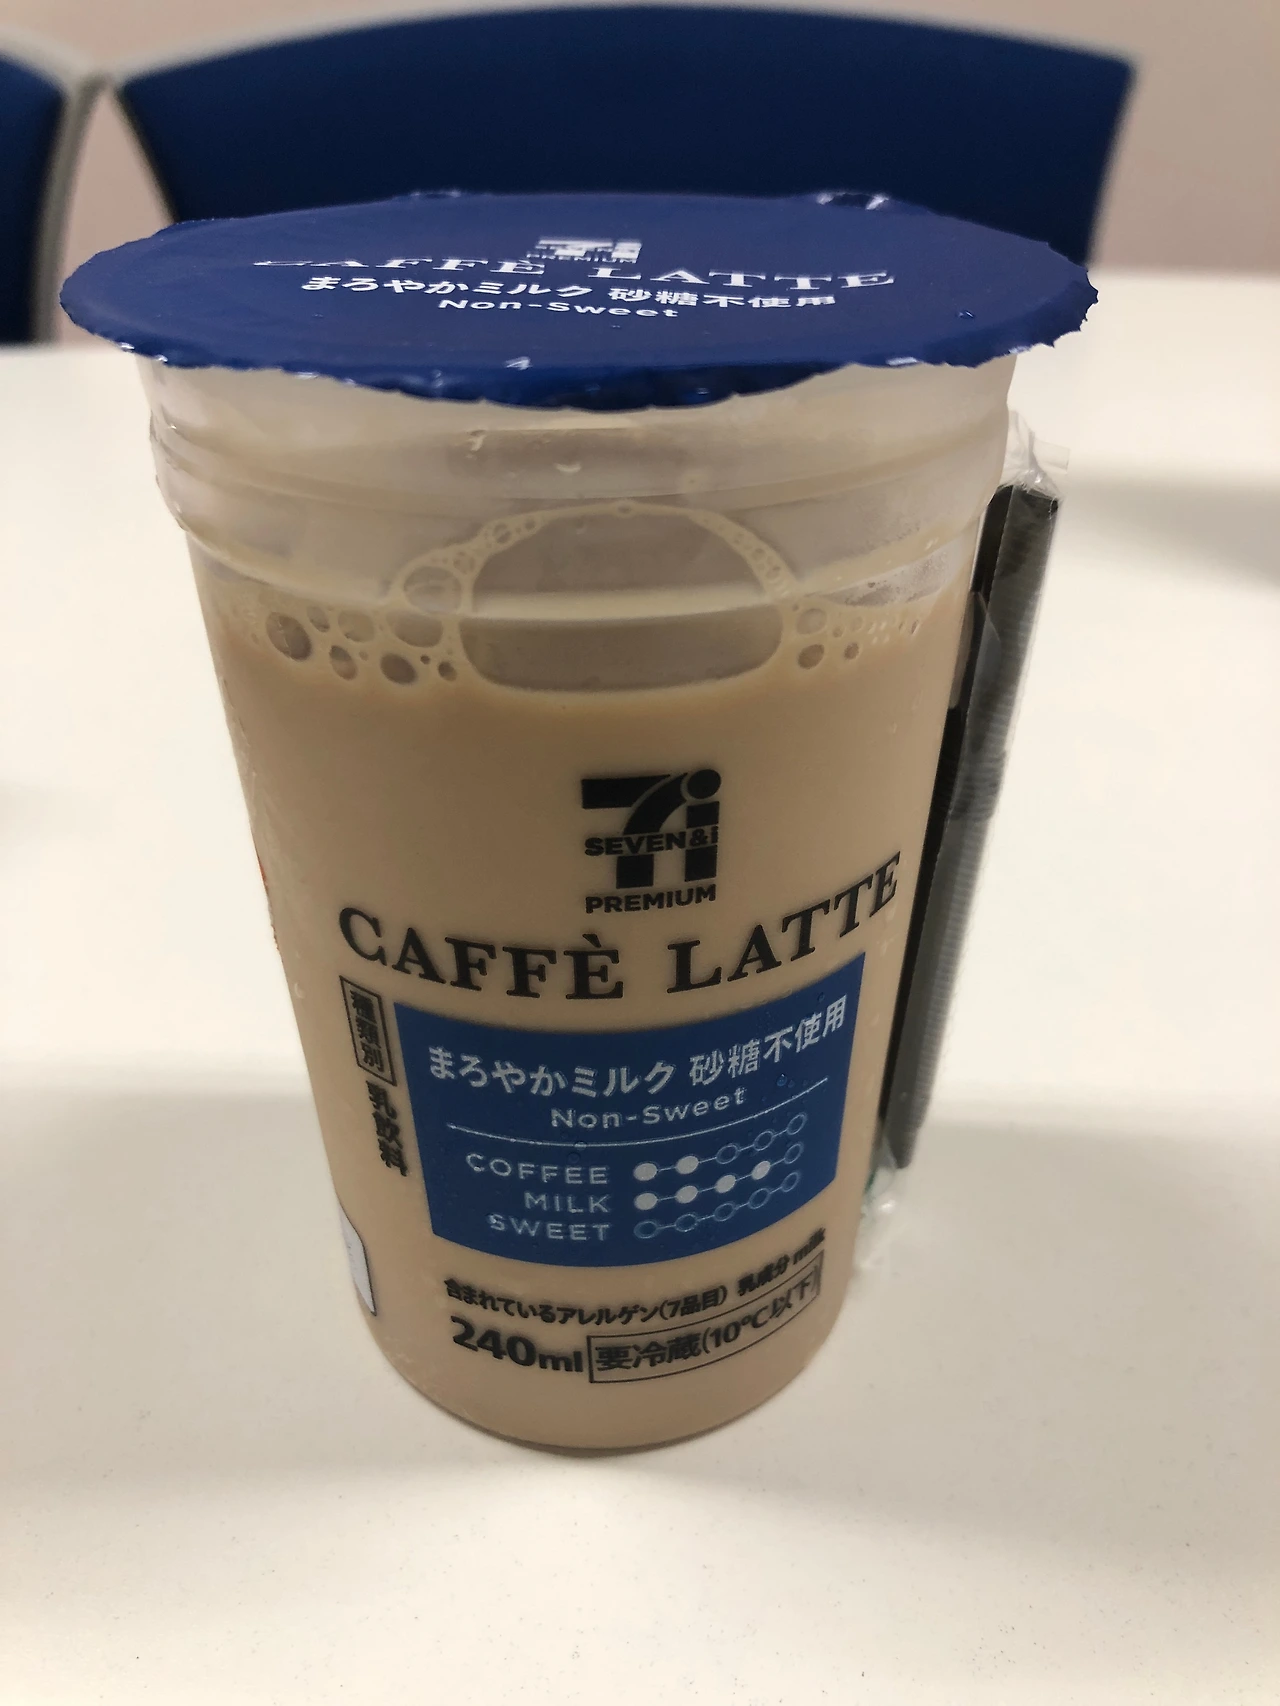 SEVEN&i
PREMIUM
CAFFÈ LATTE
まろやかミルク 砂糖不使用
Non-Sweet
SEVEN&i
PREMIUM
CAFFÈ LATTE
種類別 乳飲料
まろやかミルク 砂糖不使用
Non-Sweet
COFFEE
MILK
SWEET
含まれているアレルゲン(7品目) 乳成分 milk
240ml 要冷蔵(10℃以下)